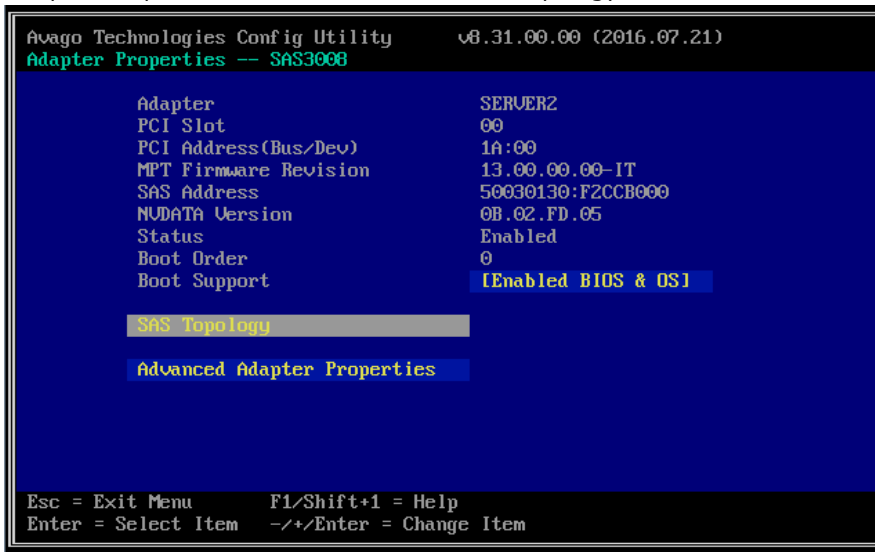 Avago Technologies Config Utility v8.31.00.00 (2016.07.21)
Adapter Properties -- SAS3008
Adapter SERVER2
PCI Slot 00
PCI Address(Bus/Dev) 1A:00
MPT Firmware Revision 13.00.00.00-IT
SAS Address 50030130:F2CCB000
NVDATA Version 0B.02.FD.05
Status Enabled
Boot Order 0
Boot Support [Enabled BIOS & OS]
SAS Topology
Advanced Adapter Properties
Esc = Exit Menu F1/Shift+1 = Help
Enter = Select Item -/+/Enter = Change Item